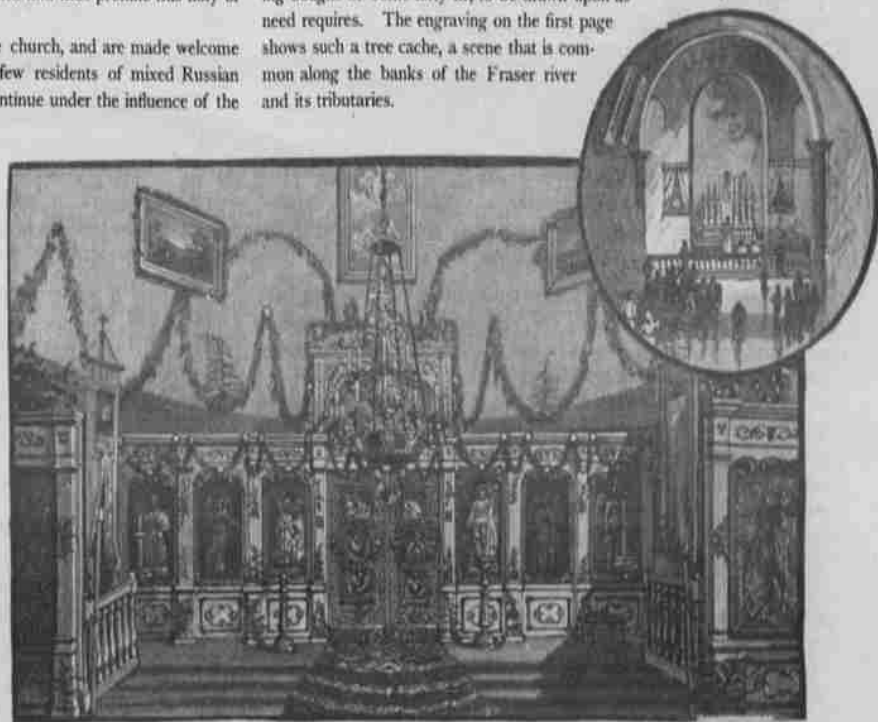 church, and are made welcome
few residents of mixed Russian
ntinue under the influence of the
need requires. The engraving on the first page
shows such a tree cache, a scene that is com-
mon along the banks of the Fraser river
and its tributaries.